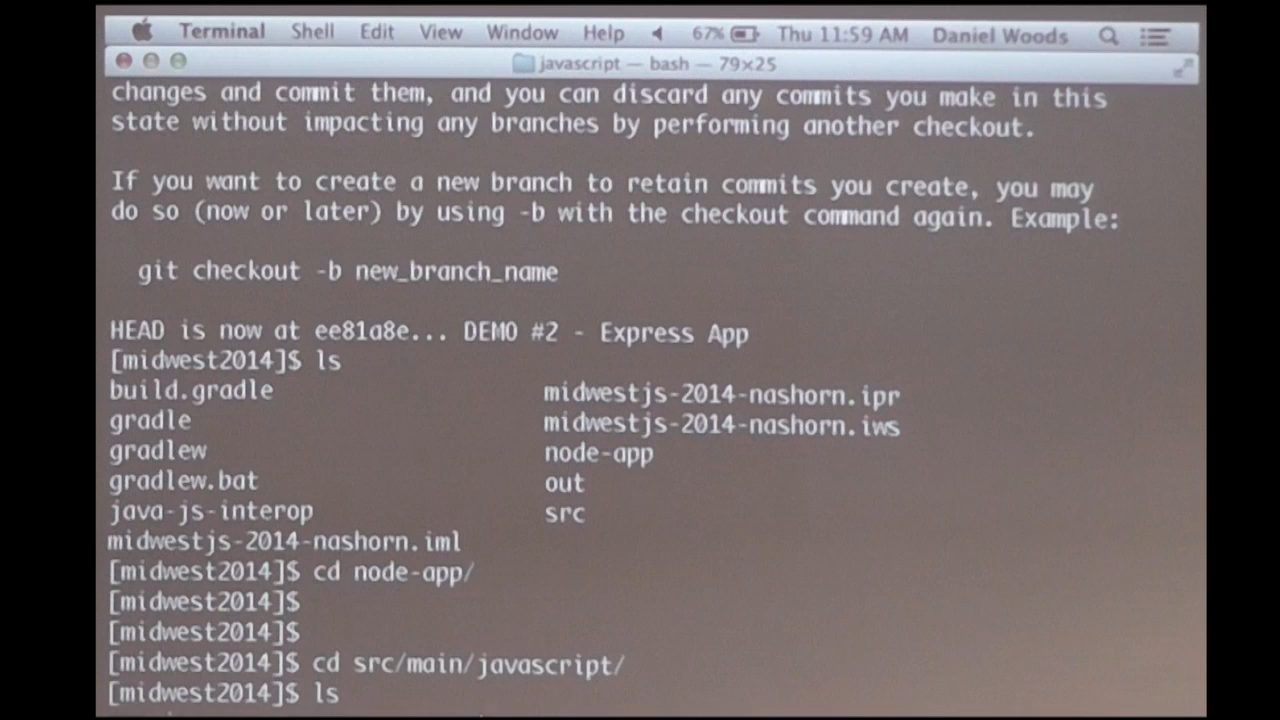 Terminal Shell Edit View Window Help 67% Thu 11:59 AM Daniel Woods
javascript — bash — 79×25
changes and commit them, and you can discard any commits you make in this
state without impacting any branches by performing another checkout.
If you want to create a new branch to retain commits you create, you may
do so (now or later) by using -b with the checkout command again. Example:
git checkout -b new_branch_name
HEAD is now at ee81a8e... DEMO #2 - Express App
[midwest2014]$ ls
build.gradle midwestjs-2014-nashorn.ipr
gradle midwestjs-2014-nashorn.iws
gradlew node-app
gradlew.bat out
java-js-interop src
midwestjs-2014-nashorn.iml
[midwest2014]$ cd node-app/
[midwest2014]$
[midwest2014]$
[midwest2014]$ cd src/main/javascript/
[midwest2014]$ ls